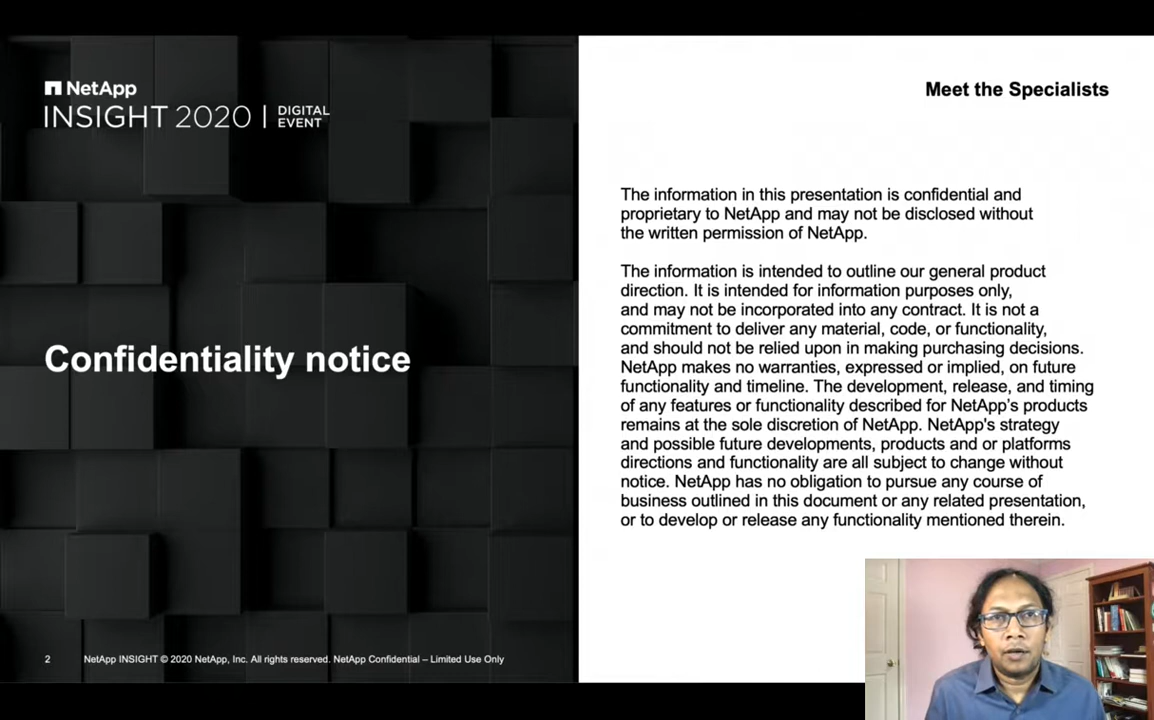 NetApp
INSIGHT 2020 | DIGITAL EVENT
Confidentiality notice
2 NetApp INSIGHT © 2020 NetApp, Inc. All rights reserved. NetApp Confidential – Limited Use Only
Meet the Specialists
The information in this presentation is confidential and
proprietary to NetApp and may not be disclosed without
the written permission of NetApp.
The information is intended to outline our general product
direction. It is intended for information purposes only,
and may not be incorporated into any contract. It is not a
commitment to deliver any material, code, or functionality,
and should not be relied upon in making purchasing decisions.
NetApp makes no warranties, expressed or implied, on future
functionality and timeline. The development, release, and timing
of any features or functionality described for NetApp’s products
remains at the sole discretion of NetApp. NetApp's strategy
and possible future developments, products and or platforms
directions and functionality are all subject to change without
notice. NetApp has no obligation to pursue any course of
business outlined in this document or any related presentation,
or to develop or release any functionality mentioned therein.